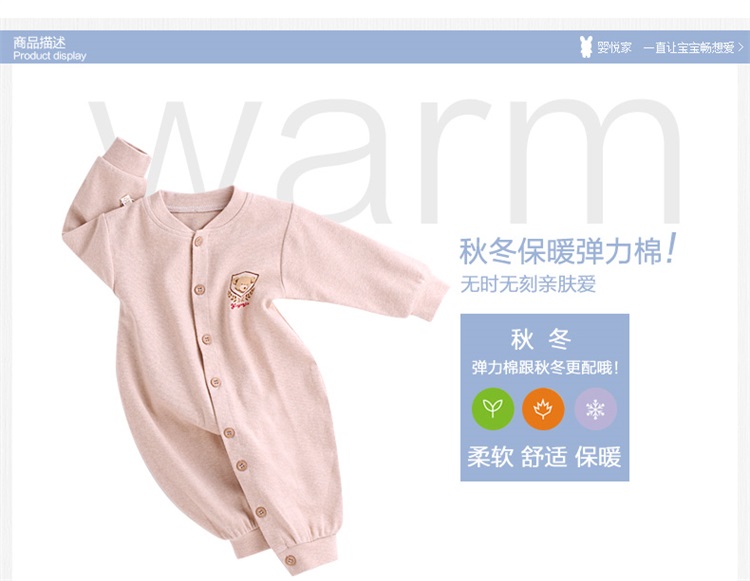 商品描述
Product display
婴悦家 一直让宝宝畅想爱 >
warm
秋冬保暖弹力棉！
无时无刻亲肤爱
秋 冬
弹力棉跟秋冬更配哦！
柔软 舒适 保暖